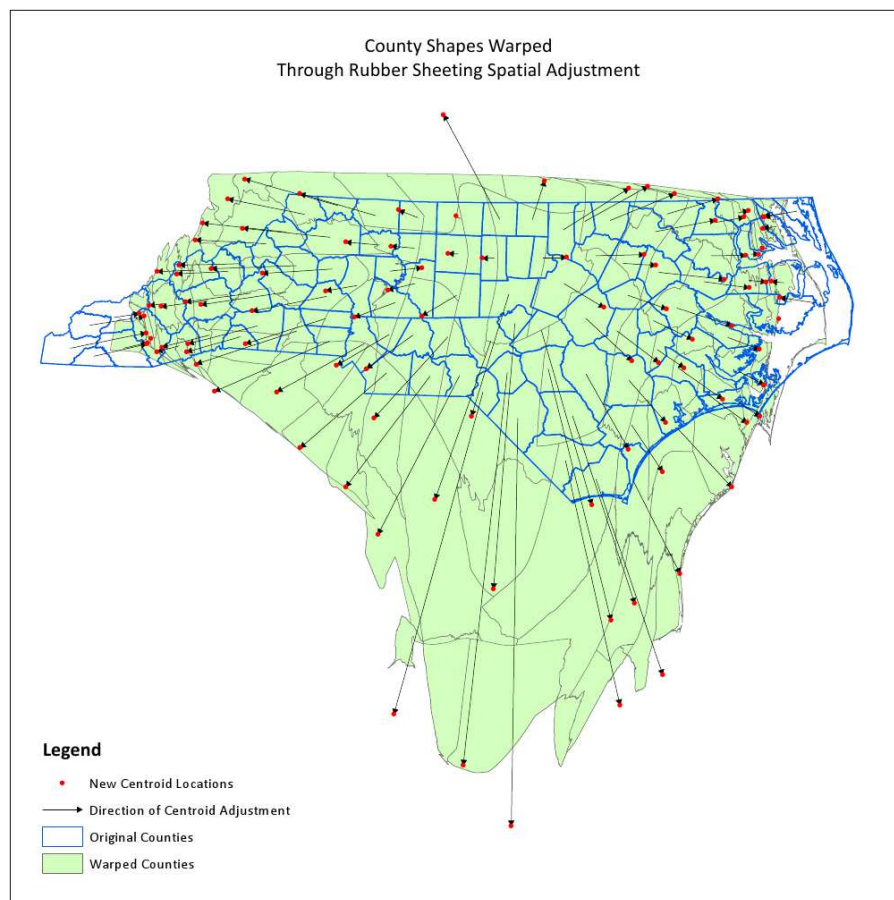 County Shapes Warped
Through Rubber Sheeting Spatial Adjustment
Legend
New Centroid Locations
Direction of Centroid Adjustment
Original Counties
Warped Counties